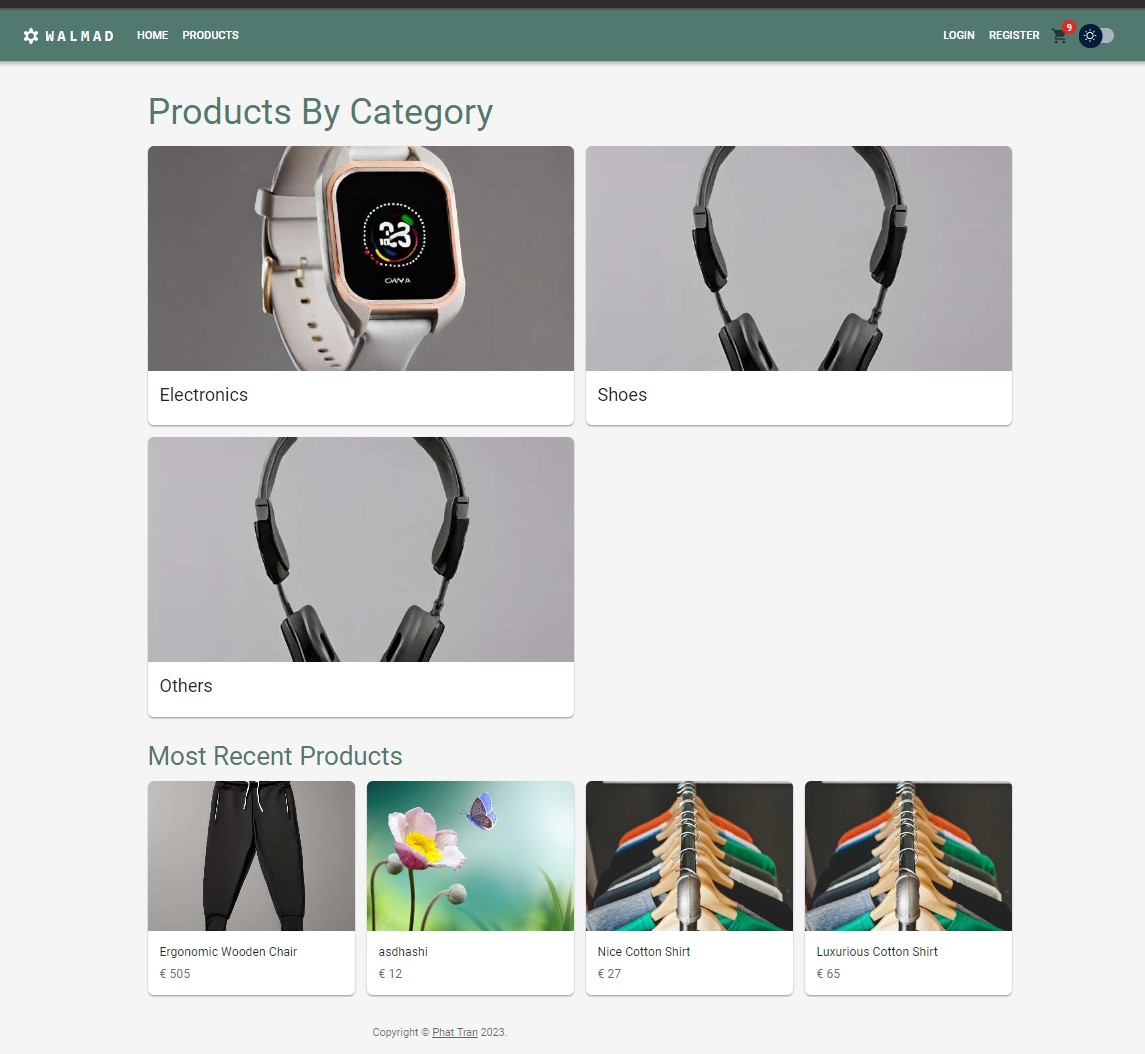 WALMAD HOME PRODUCTS LOGIN REGISTER 9
Products By Category
23
Electronics
Shoes
Others
Most Recent Products
Ergonomic Wooden Chair
€ 505
asdhashi
€ 12
Nice Cotton Shirt
€ 27
Luxurious Cotton Shirt
€ 65
Copyright © Phat Tran 2023.